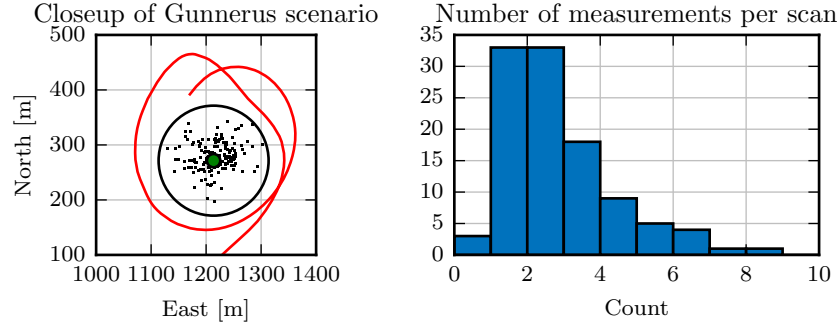 Closeup of Gunnerus scenario
500
400
300
200
100
1000 1100 1200 1300 1400
North [m]
East [m]
Number of measurements per scan
35
30
25
20
15
10
5
0
0 2 4 6 8 10
Count